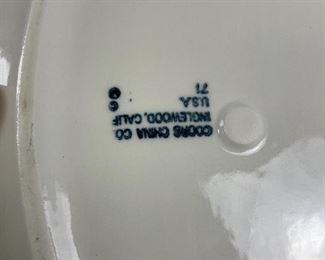 COORS CHINA CO.
INGLEWOOD, CALIF
U.S.A.
71